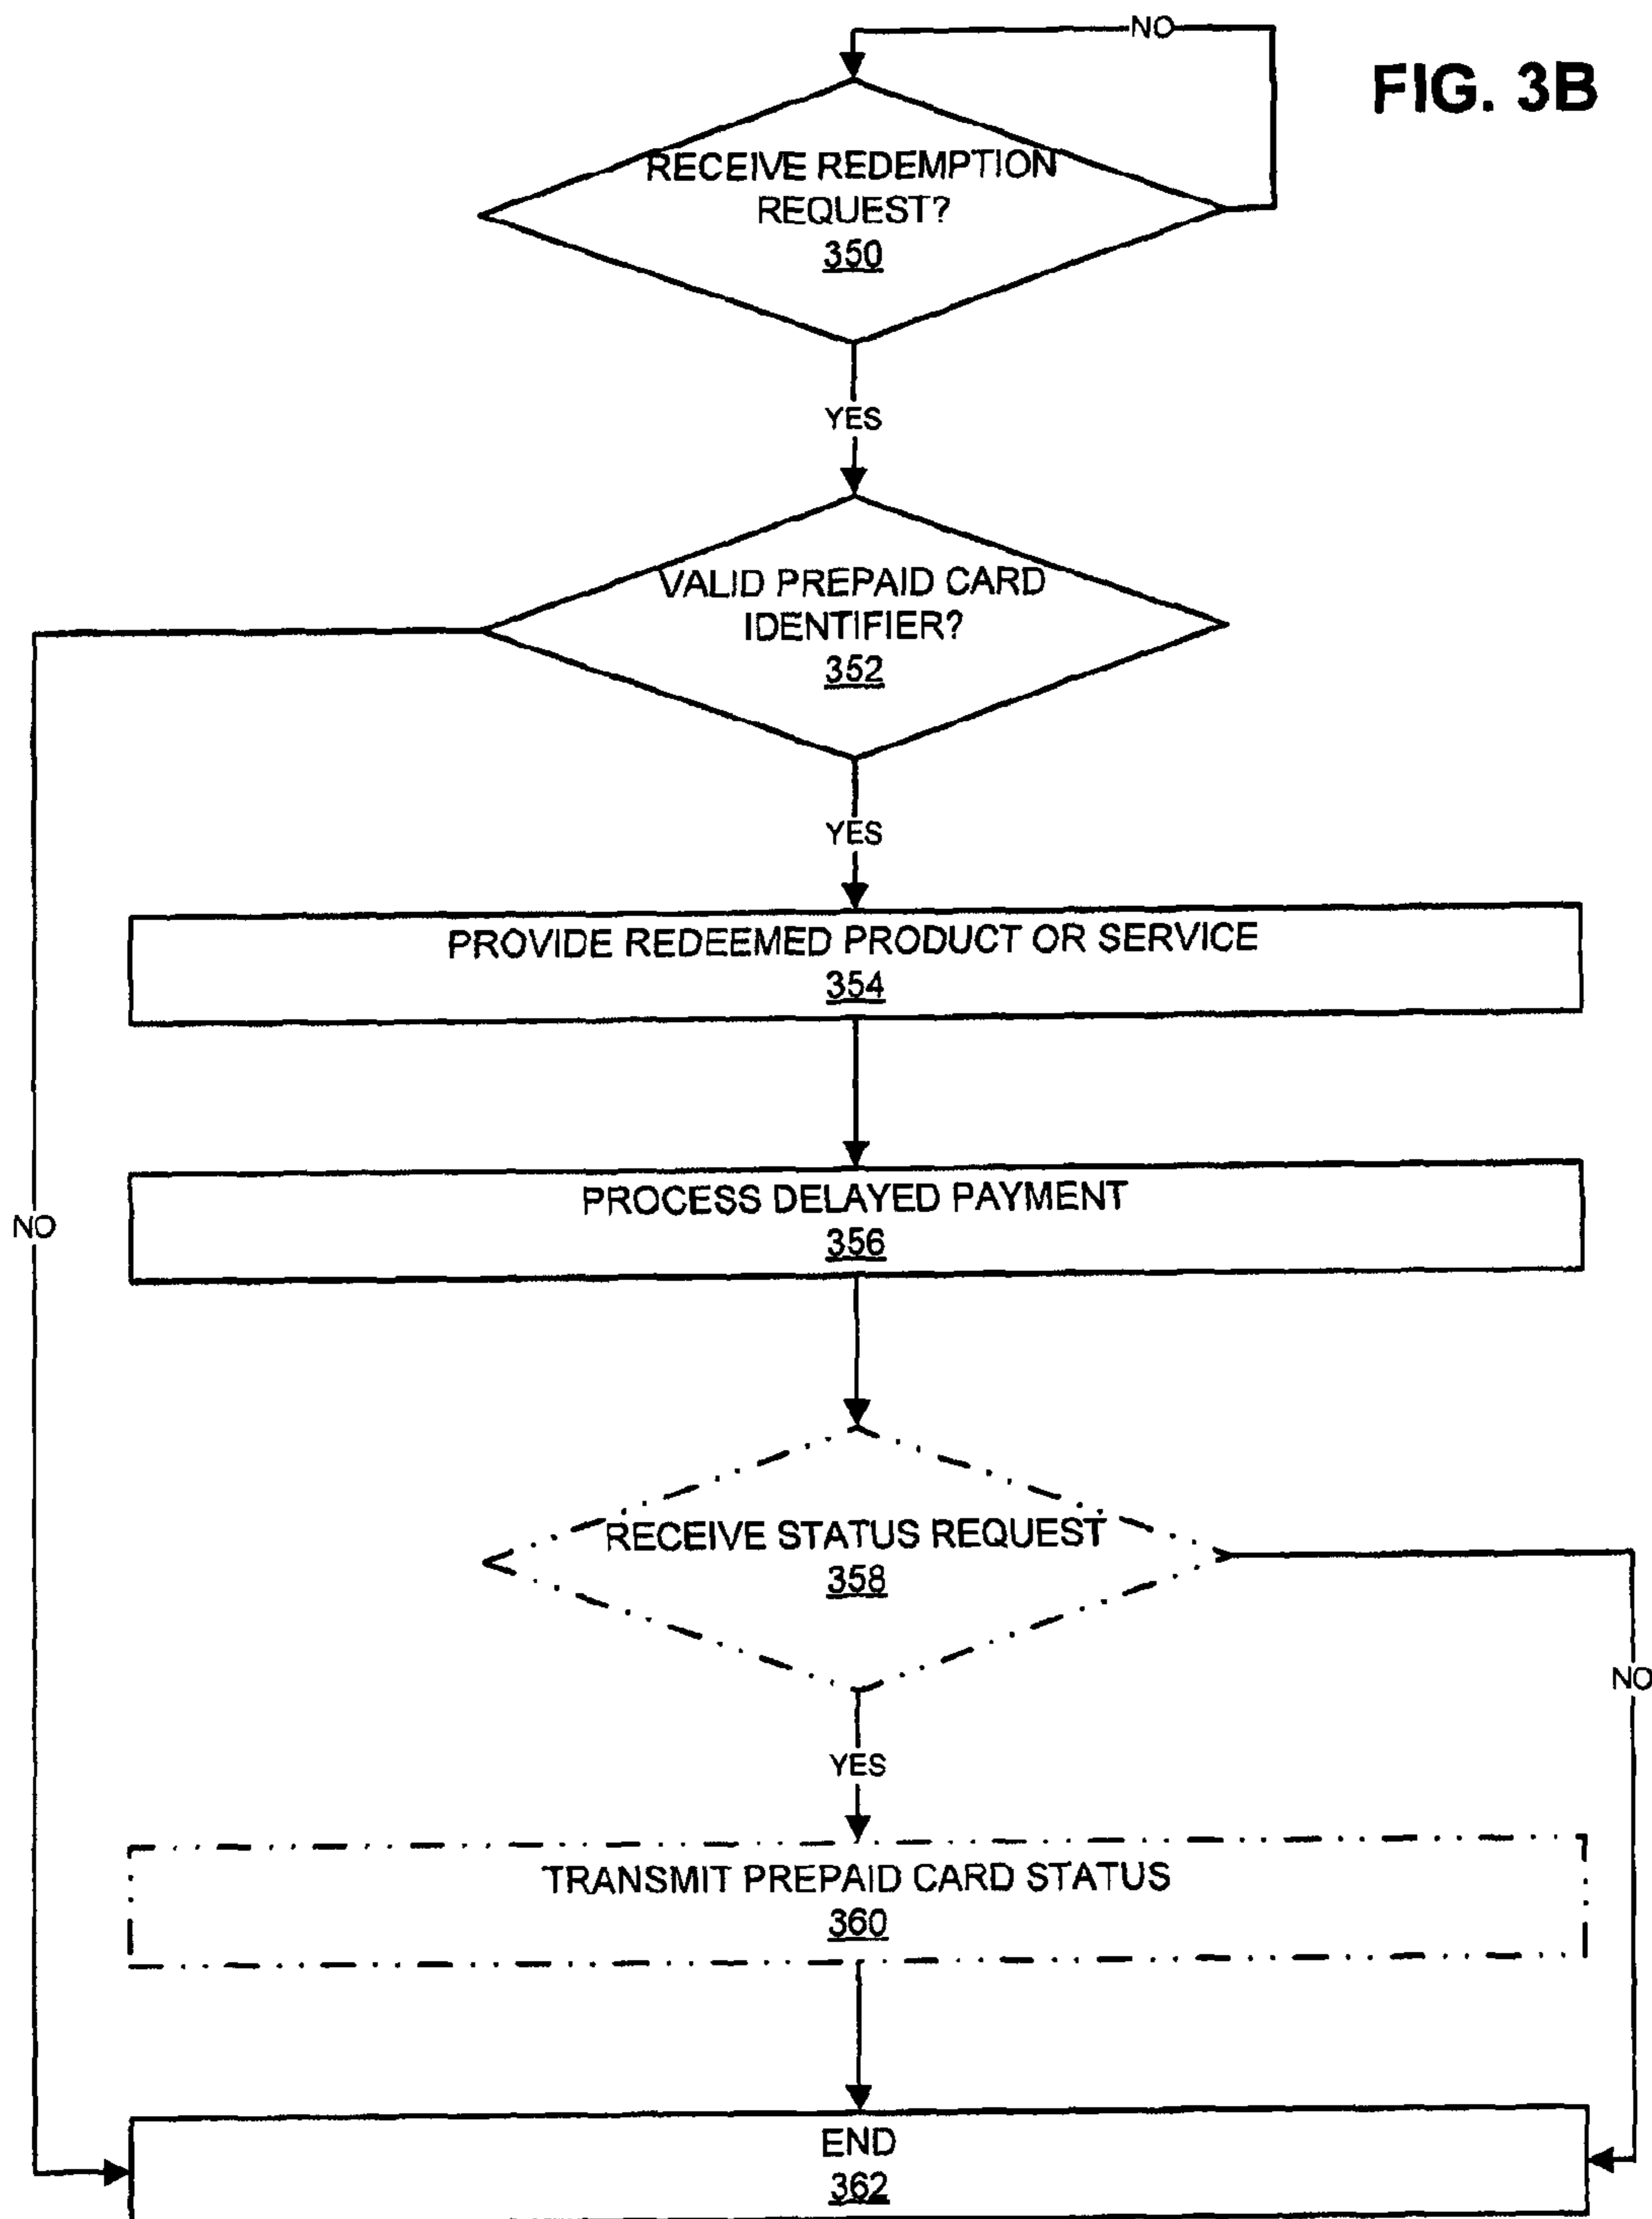 NO
FIG. 3B
RECEIVE REDEMPTION
REQUEST?
350
YES
VALID PREPAID CARD
IDENTIFIER?
352
YES
PROVIDE REDEEMED PRODUCT OR SERVICE
354
PROCESS DELAYED PAYMENT
356
NO
RECEIVE STATUS REQUEST
358
NO
YES
TRANSMIT PREPAID CARD STATUS
360
END
362